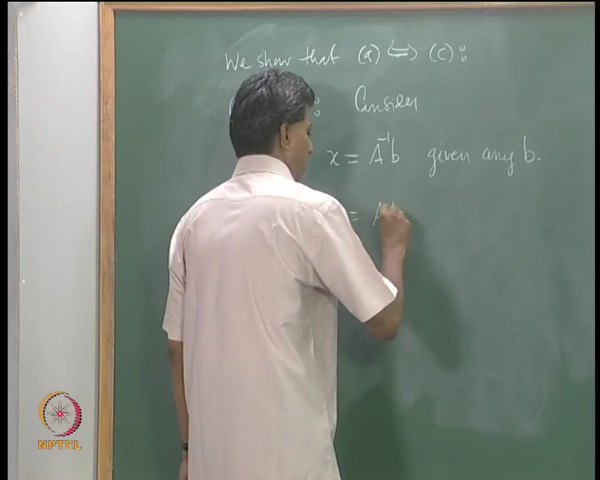 We show that (a) ⟺ (c):
: Consider
x = A⁻¹b given any b.
= A
NPTEL